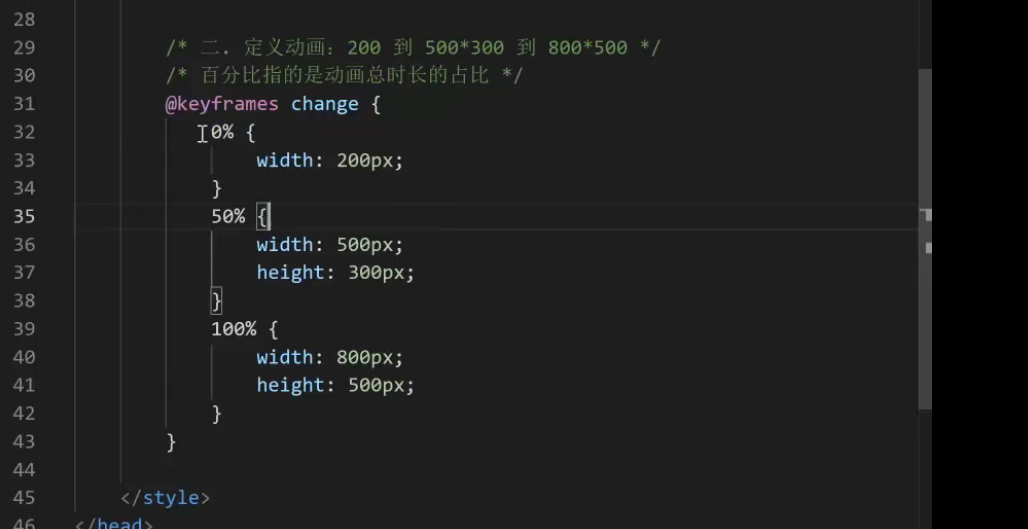 28
29 /* 二. 定义动画：200 到 500*300 到 800*500 */
30 /* 百分比指的是动画总时长的占比 */
31 @keyframes change {
32 0% {
33 width: 200px;
34 }
35 50% {
36 width: 500px;
37 height: 300px;
38 }
39 100% {
40 width: 800px;
41 height: 500px;
42 }
43 }
44
45 </style>
46 </head>